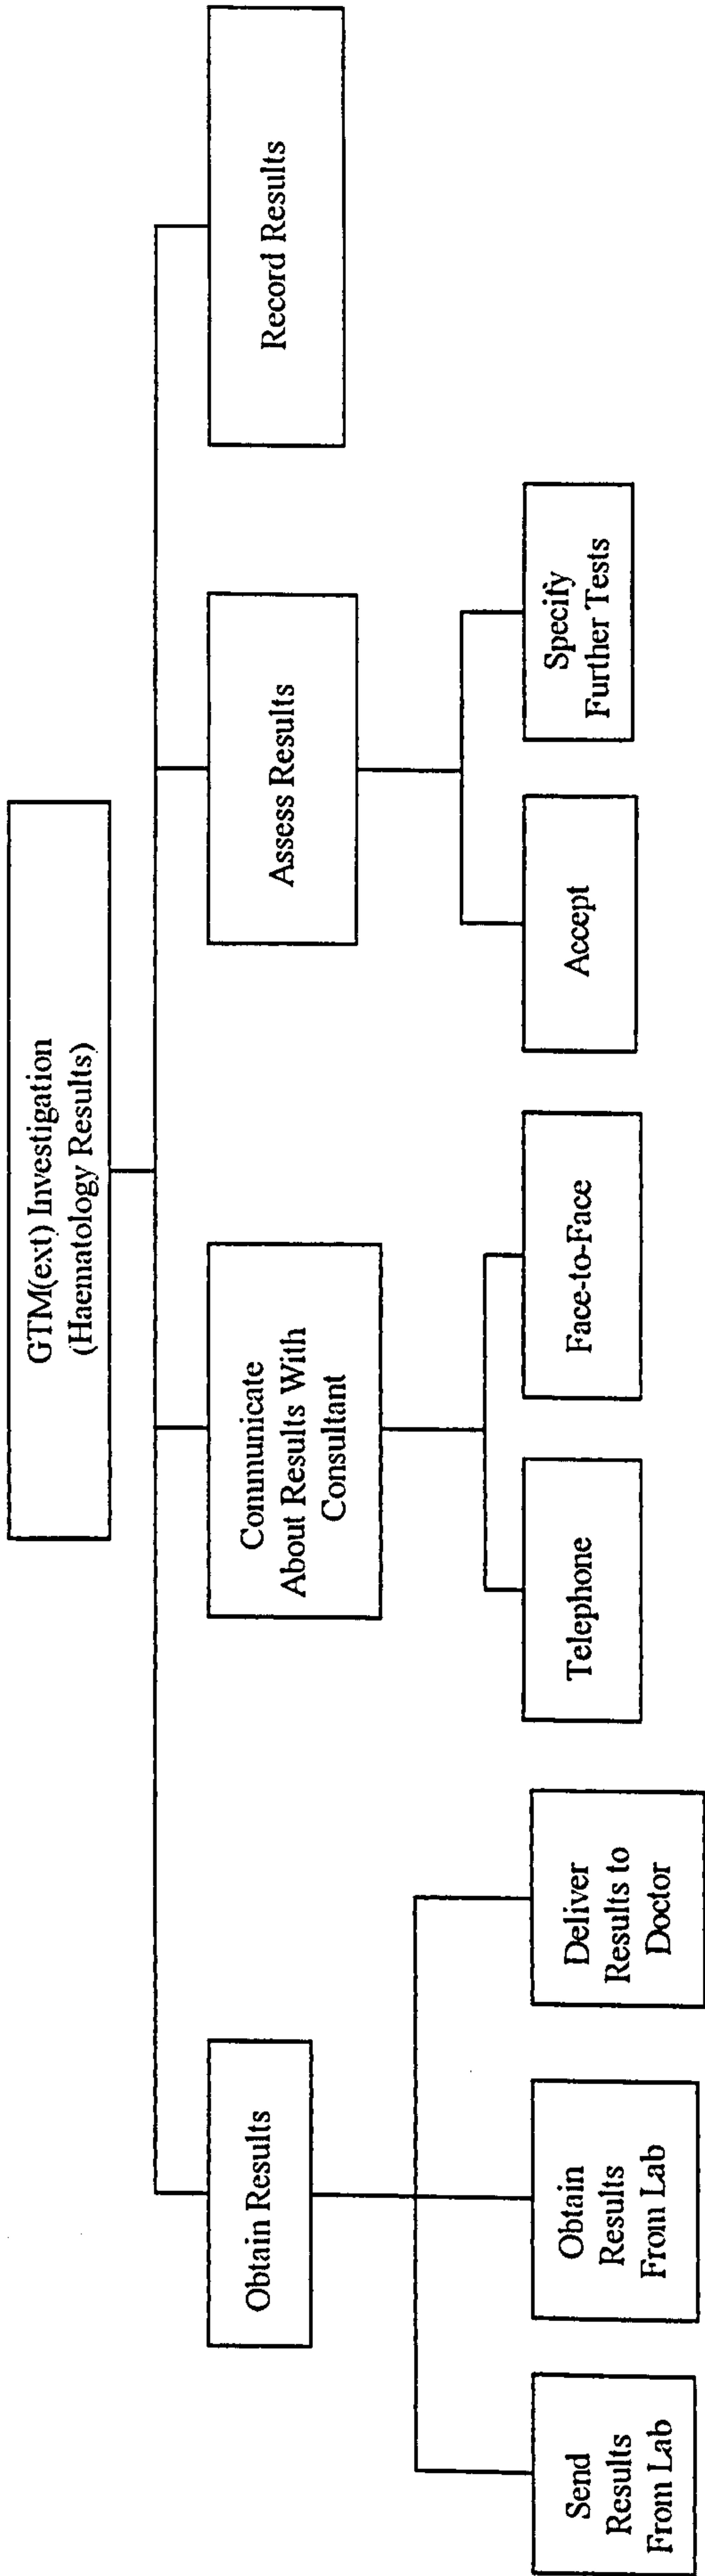 GTM(ext) Investigation
(Haematology Results)
Obtain Results
Communicate
About Results With
Consultant
Assess Results
Record Results
Send
Results
From Lab
Obtain
Results
From Lab
Deliver
Results to
Doctor
Telephone
Face-to-Face
Accept
Specify
Further Tests